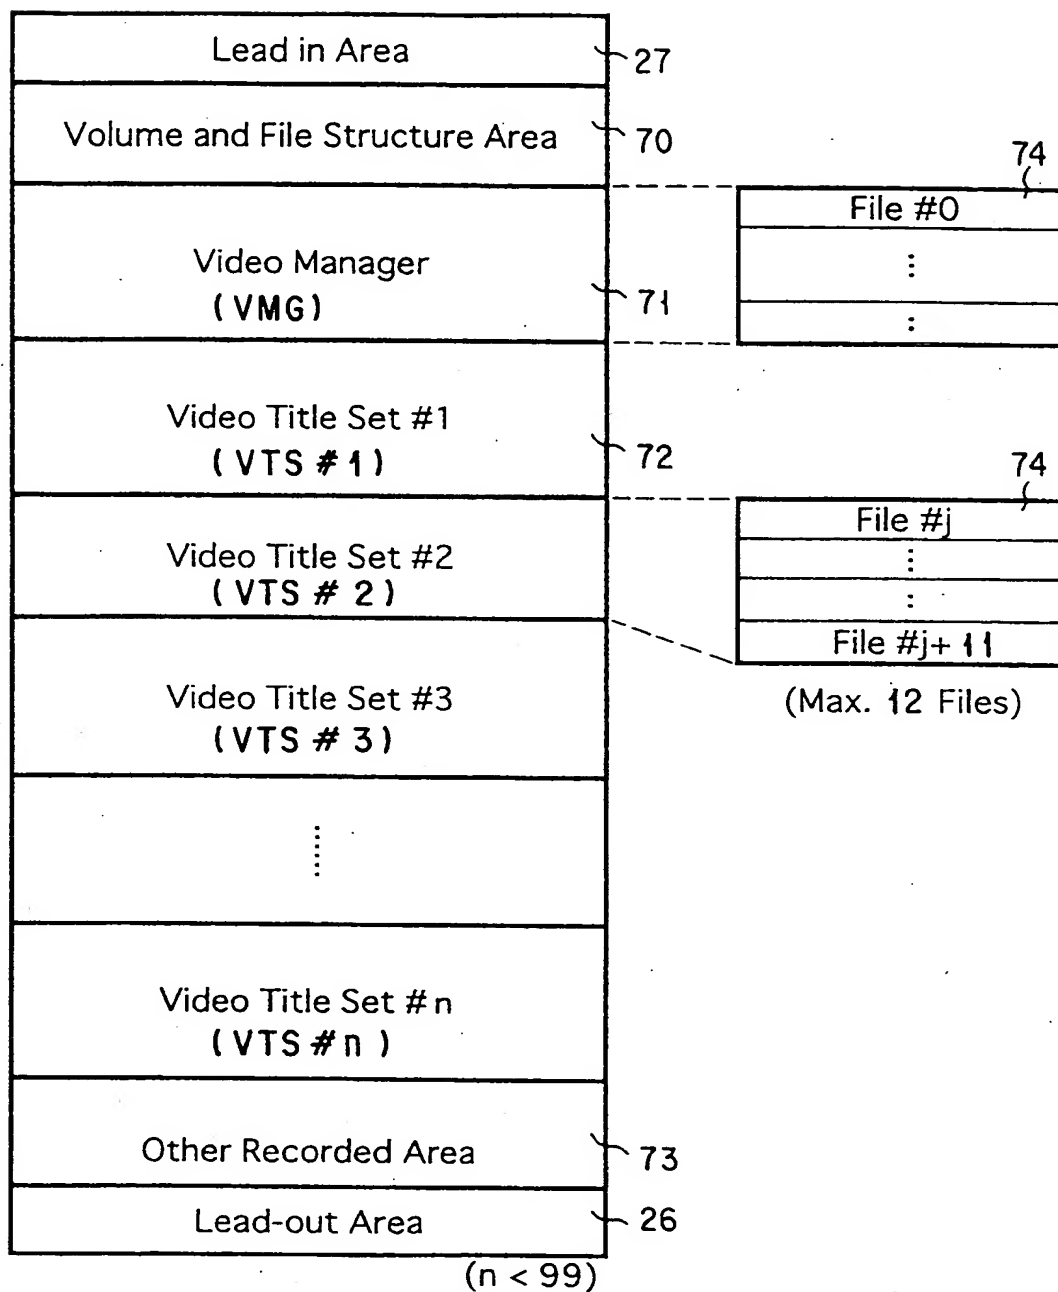 Lead in Area
27
Volume and File Structure Area
70
74
File #0
Video Manager
(VMG)
71
Video Title Set #1
(VTS #1)
72
74
File #j
Video Title Set #2
(VTS # 2)
File #j+ 11
(Max. 12 Files)
Video Title Set #3
(VTS # 3)
Video Title Set #n
(VTS #n )
Other Recorded Area
73
Lead-out Area
26
(n < 99)